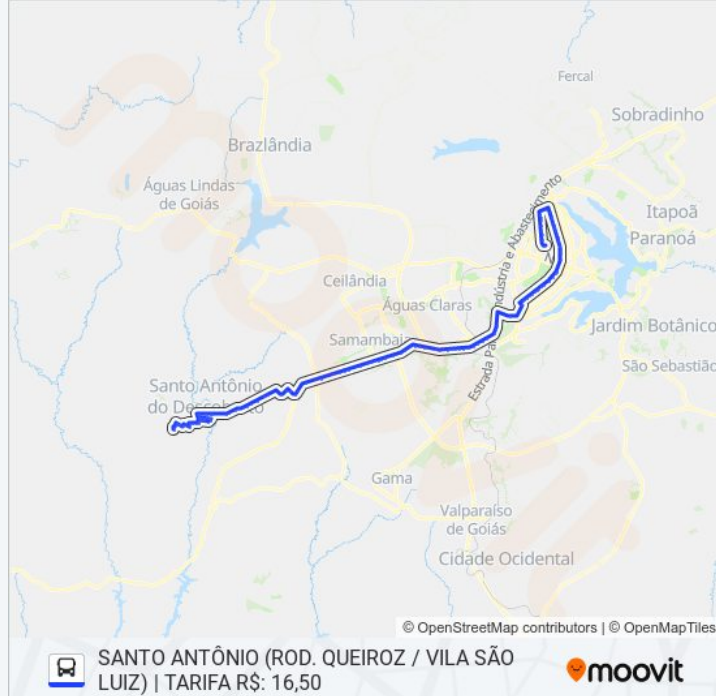 Fercal
Sobradinho
Brazlândia
Águas Lindas
de Goiás
Itapoã
Paranoá
Ceilândia
Águas Claras
Samambaia
Jardim Botânico
São Sebastião
Santo Antônio
do Descoberto
Gama
Valparaíso
de Goiás
Cidade Ocidental
© OpenStreetMap contributors | © OpenMapTiles
SANTO ANTÔNIO (ROD. QUEIROZ / VILA SÃO
LUIZ) | TARIFA R$: 16,50
moovit